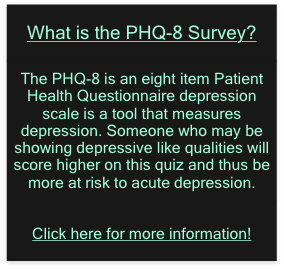 What is the PHQ-8 Survey?
The PHQ-8 is an eight item Patient
Health Questionnaire depression
scale is a tool that measures
depression. Someone who may be
showing depressive like qualities will
score higher on this quiz and thus be
more at risk to acute depression.
Click here for more information!